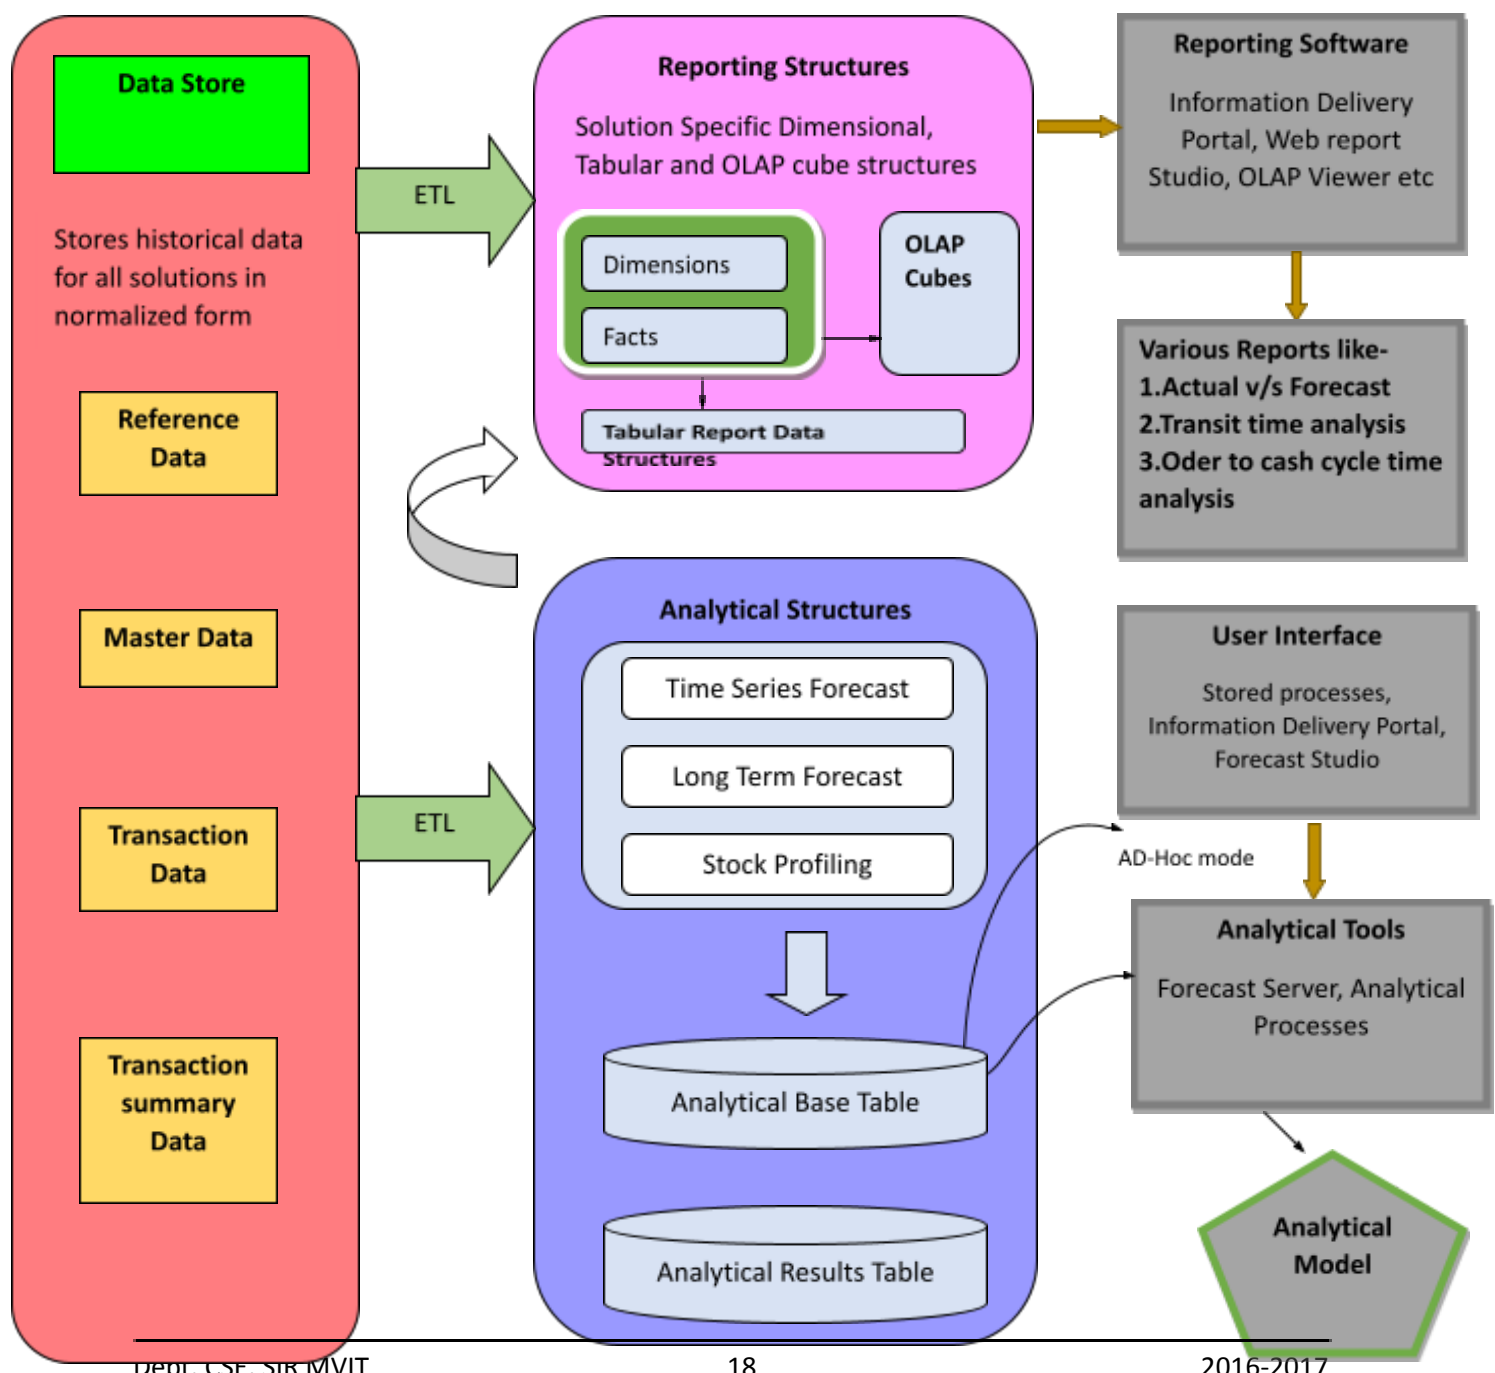 Data Store
Stores historical data
for all solutions in
normalized form
Reference
Data
Master Data
Transaction
Data
Transaction
summary
Data
ETL
ETL
Reporting Structures
Solution Specific Dimensional,
Tabular and OLAP cube structures
Dimensions
Facts
OLAP
Cubes
Tabular Report Data
Structures
Analytical Structures
Time Series Forecast
Long Term Forecast
Stock Profiling
Analytical Base Table
Analytical Results Table
Reporting Software
Information Delivery
Portal, Web report
Studio, OLAP Viewer etc
Various Reports like-
1.Actual v/s Forecast
2.Transit time analysis
3.Oder to cash cycle time
analysis
User Interface
Stored processes,
Information Delivery Portal,
Forecast Studio
AD-Hoc mode
Analytical Tools
Forecast Server, Analytical
Processes
Analytical
Model
Dept. CSE, SIR MVIT
18
2016-2017